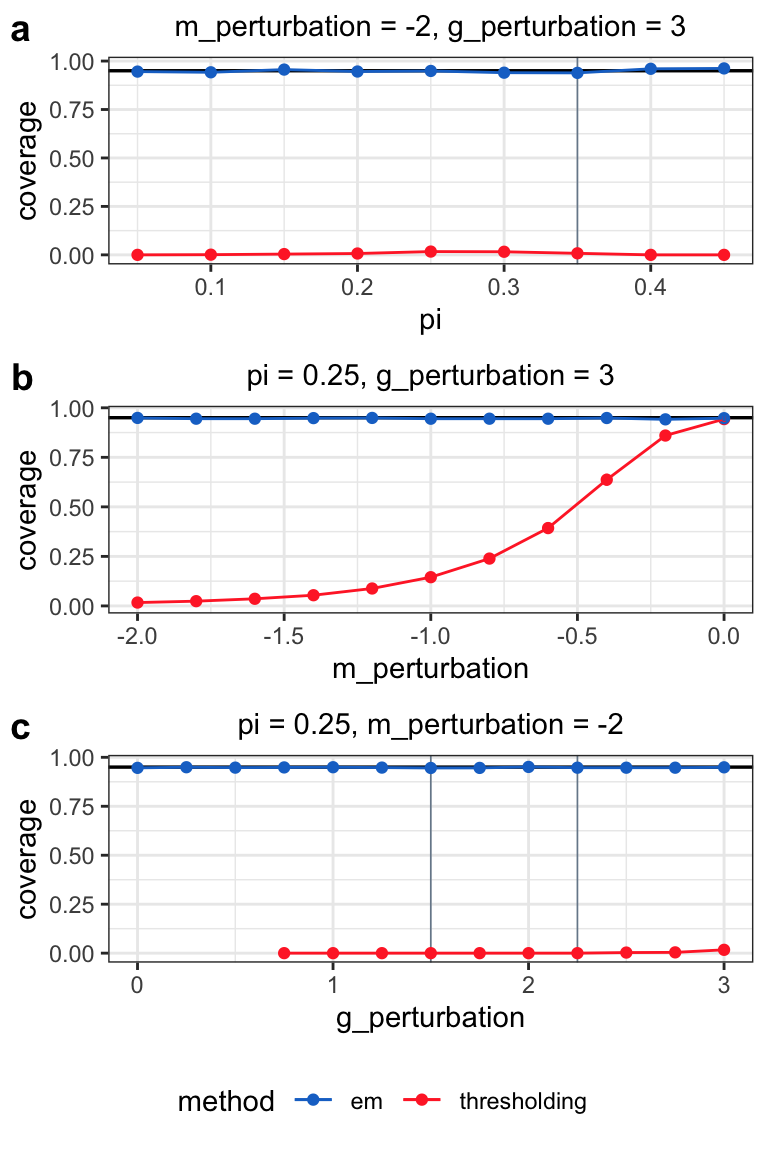 a
m_perturbation = -2, g_perturbation = 3
1.00
0.75
0.50
0.25
0.00
coverage
0.1 0.2 0.3 0.4
pi
b
pi = 0.25, g_perturbation = 3
1.00
0.75
0.50
0.25
0.00
coverage
-2.0 -1.5 -1.0 -0.5 0.0
m_perturbation
c
pi = 0.25, m_perturbation = -2
1.00
0.75
0.50
0.25
0.00
coverage
0 1 2 3
g_perturbation
method em thresholding